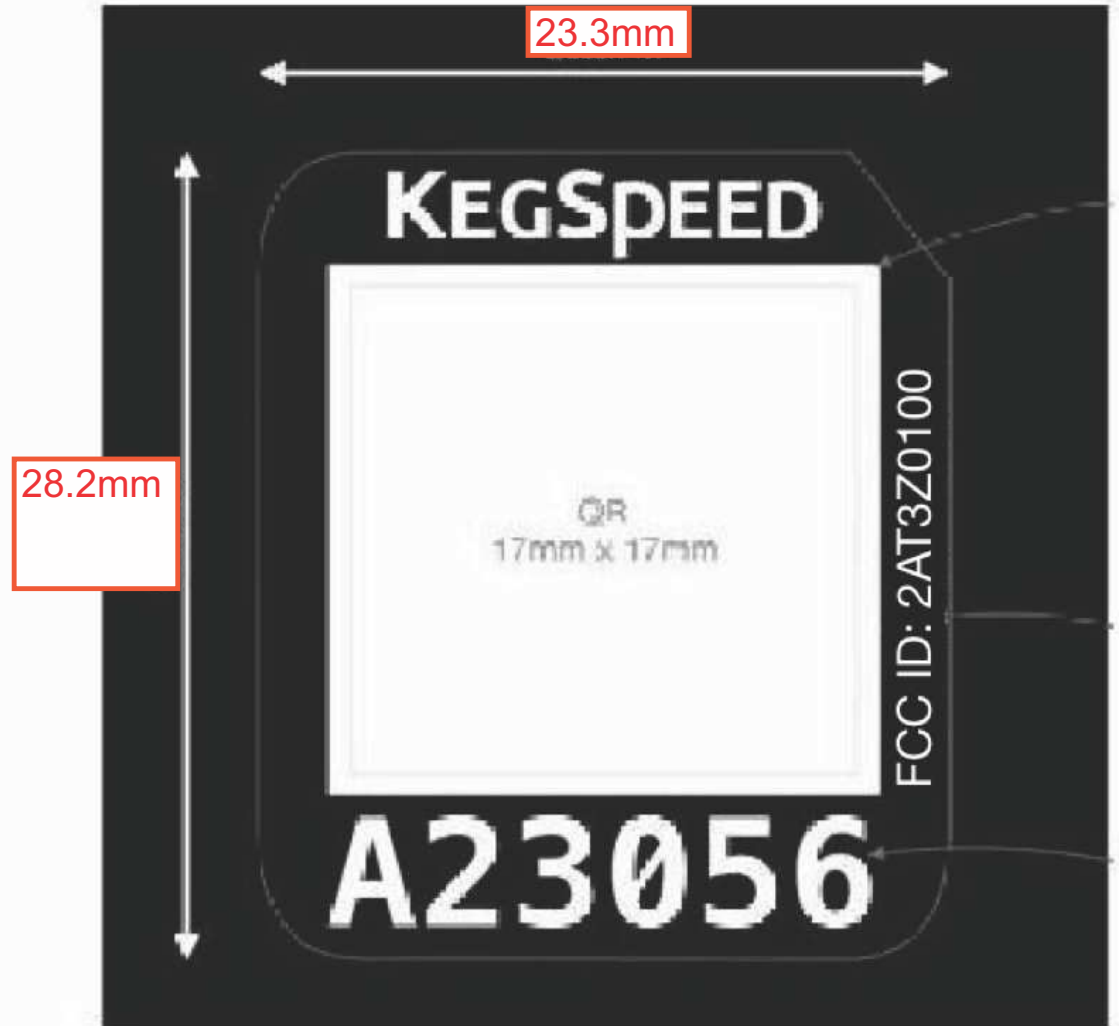 23.3mm
KEGSpEED
28.2mm
QR
17mm x 17mm
FCC ID: 2AT3Z0100
A23056